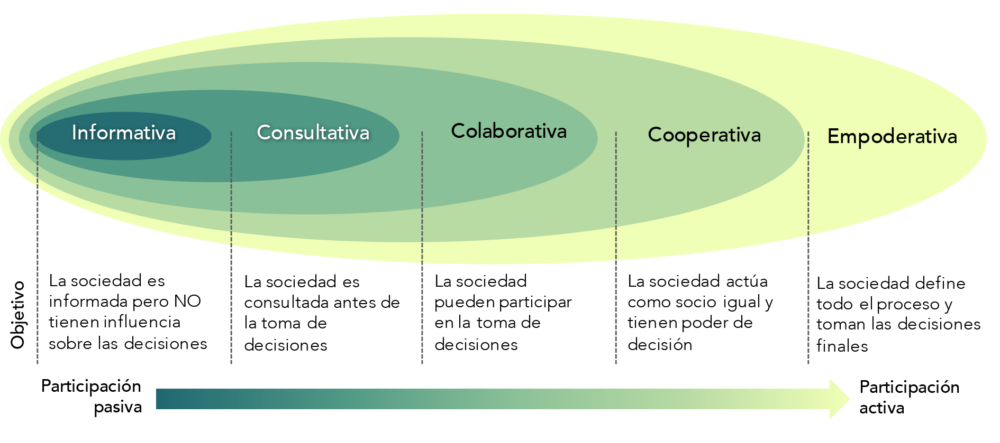 Informativa
Consultativa
Colaborativa
Cooperativa
Empoderativa
Objetivo
La sociedad es
informada pero NO
tienen influencia
sobre las decisiones
La sociedad es
consultada antes de
la toma de
decisiones
La sociedad
pueden participar
en la toma de
decisiones
La sociedad actúa
como socio igual y
tienen poder de
decisión
La sociedad define
todo el proceso y
toman las decisiones
finales
Participación
pasiva
Participación
activa